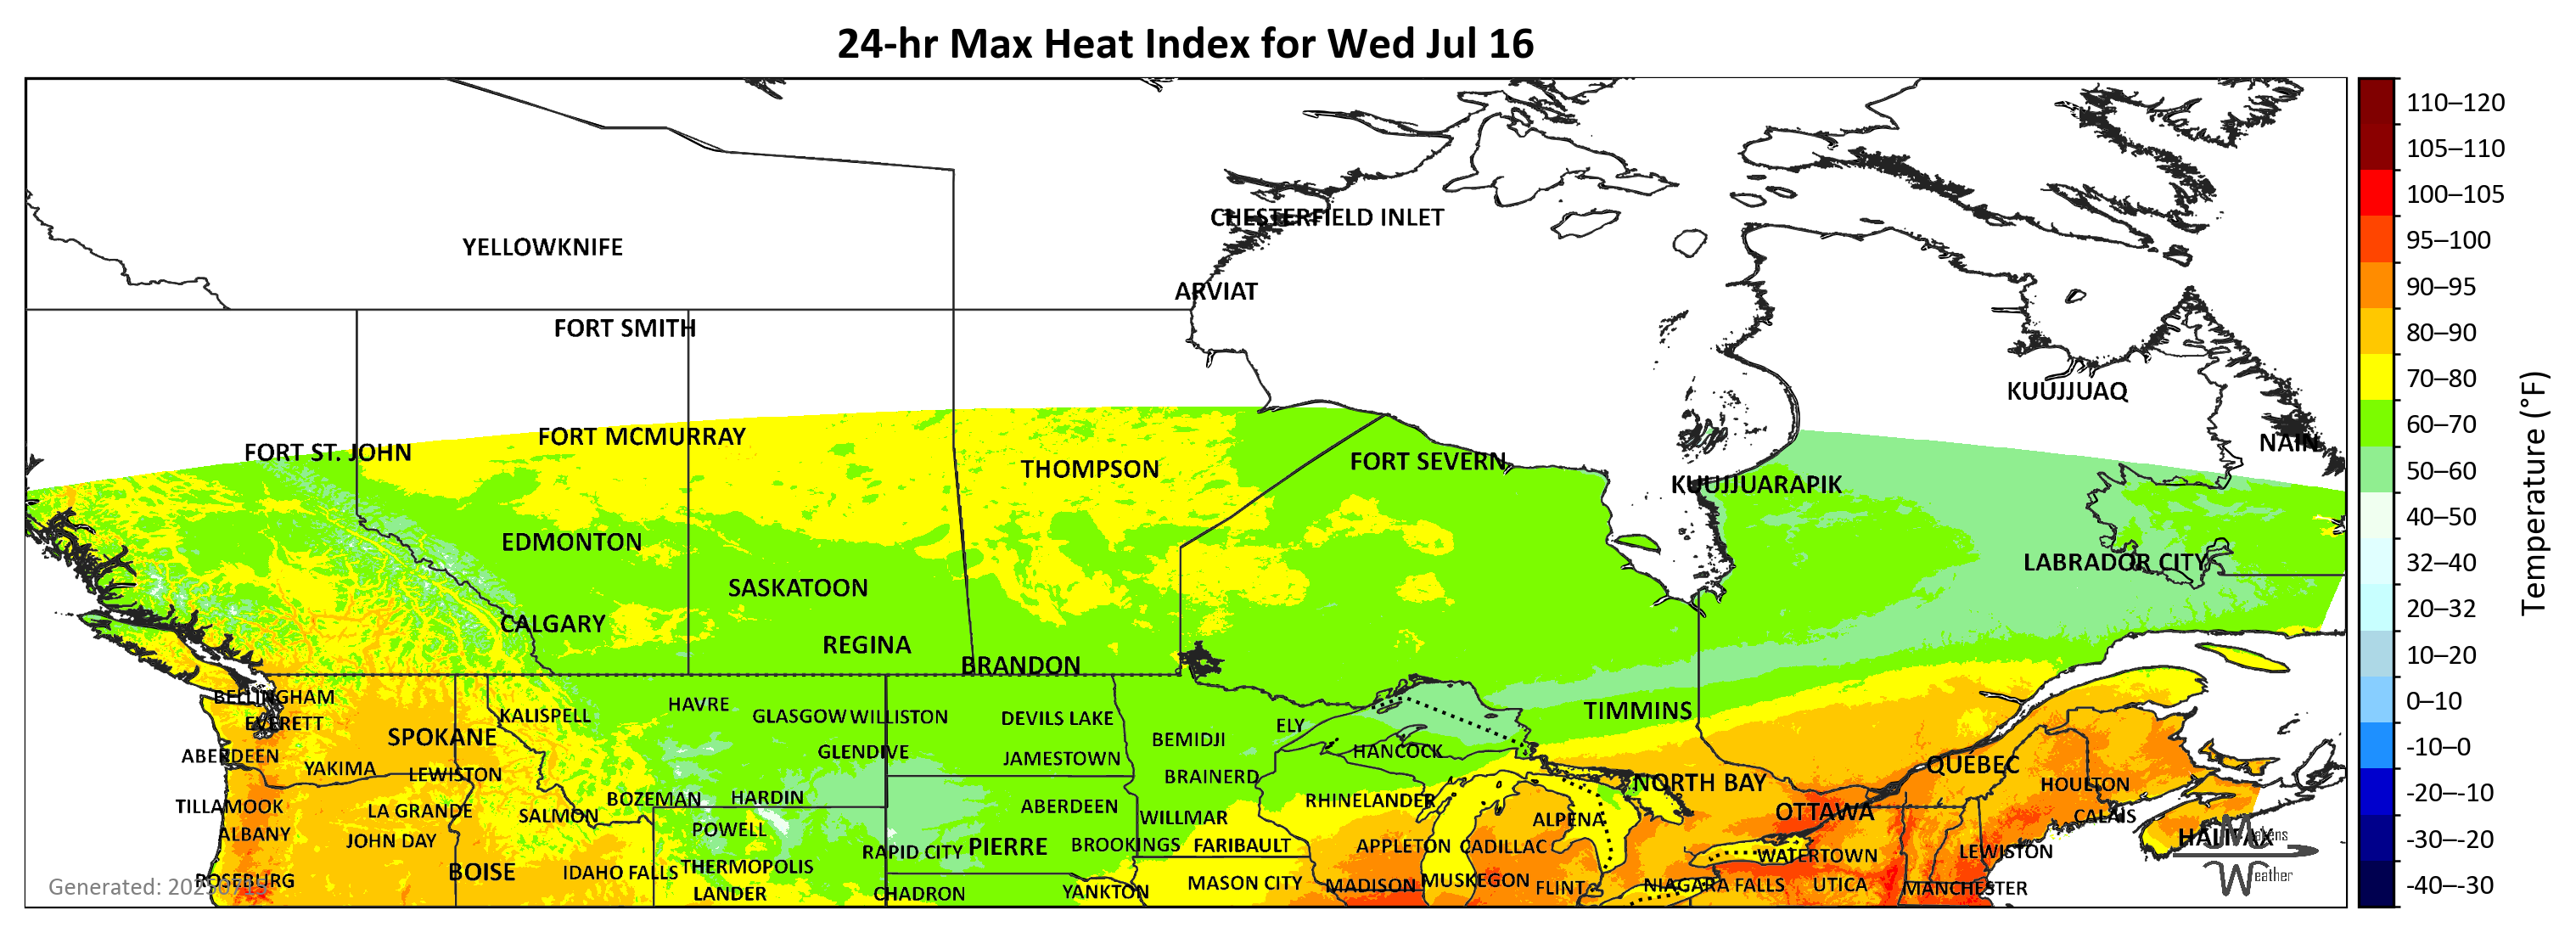 24-hr Max Heat Index for Wed Jul 16
CHESTERFIELD INLET
YELLOWKNIFE
ARVIAT
FORT SMITH
KUUJJUAQ
FORT MCMURRAY
NAIN
FORT ST. JOHN
FORT SEVERN
THOMPSON
KUUJJUARAPIK
EDMONTON
LABRADOR CITY
SASKATOON
CALGARY
REGINA
BRANDON
BELLINGHAM
HAVRE
KALISPELL
GLASGOW WILLISTON
DEVILS LAKE
TIMMINS
EVERETT
ELY
SPOKANE
BEMIDJI
ABERDEEN
GLENDIVE
JAMESTOWN
HANCOCK
QUÉBEC
YAKIMA
LEWISTON
BRAINERD
NORTH BAY
HOULTON
BOZEMAN
HARDIN
RHINELANDER
TILLAMOOK
LA GRANDE
SALMON
ABERDEEN
WILLMAR
ALPENA
OTTAWA
CALAIS
ALBANY
JOHN DAY
POWELL
RAPID CITY
PIERRE
BROOKINGS
FARIBAULT
APPLETON
CADILLAC
WATERTOWN
LEWISTON
HALIFAX
Makens
Weather
ROSEBURG
BOISE
IDAHO FALLS
THERMOPOLIS
MASON CITY
MADISON
MUSKEGON
FLINT
NIAGARA FALLS
UTICA
MANCHESTER
LANDER
CHADRON
YANKTON
Generated:
110–120
105–110
100–105
95–100
90–95
80–90
70–80
60–70
50–60
40–50
32–40
20–32
10–20
0–10
-10–0
-20–-10
-30–-20
-40–-30
Temperature (°F)